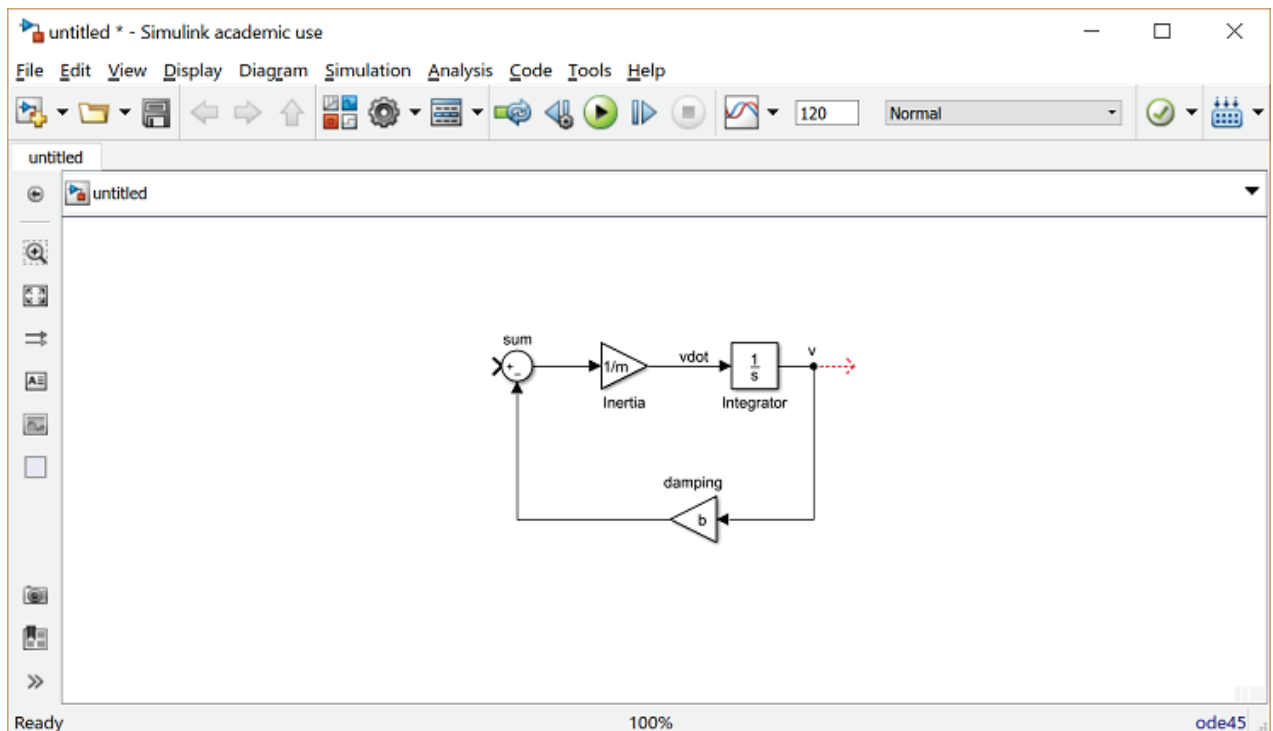 untitled * - Simulink academic use
File Edit View Display Diagram Simulation Analysis Code Tools Help
120 Normal
untitled
untitled
sum
+
-
1/m
vdot
1
s
v
Inertia
Integrator
damping
b
Ready 100% ode45